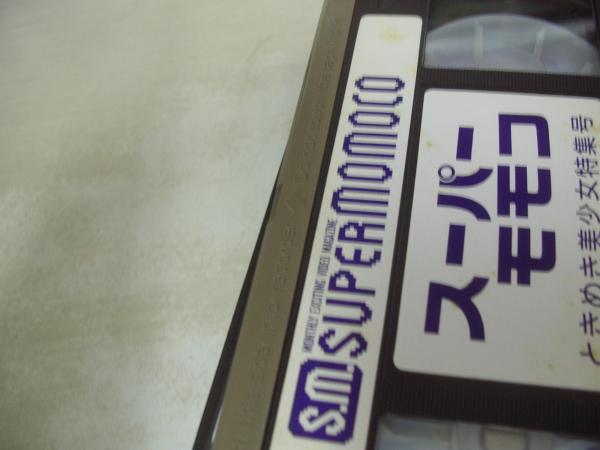 MONTHLY EXCITING VIDEO MAGAZINE
S.M. SUPERMOMOCO
スーパー
モモコ
ときめき美少女特集号